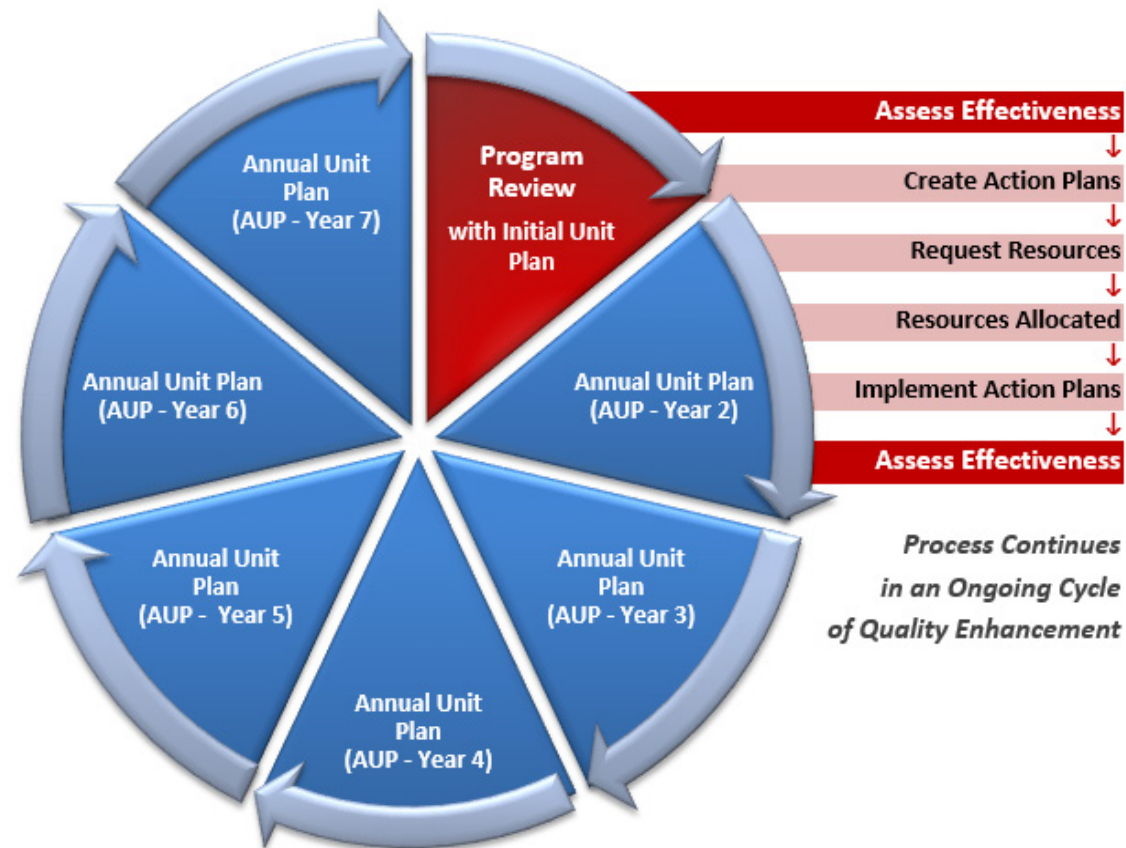 Program
Review
with Initial Unit
Plan
Annual Unit Plan
(AUP - Year 2)
Annual Unit
Plan
(AUP - Year 3)
Annual Unit
Plan
(AUP - Year 4)
Annual Unit
Plan
(AUP -  Year 5)
Annual Unit Plan
(AUP - Year 6)
Annual Unit
Plan
(AUP - Year 7)
Assess Effectiveness
↓
Create Action Plans
↓
Request Resources
↓
Resources Allocated
↓
Implement Action Plans
↓
Assess Effectiveness
Process Continues
in an Ongoing Cycle
of Quality Enhancement